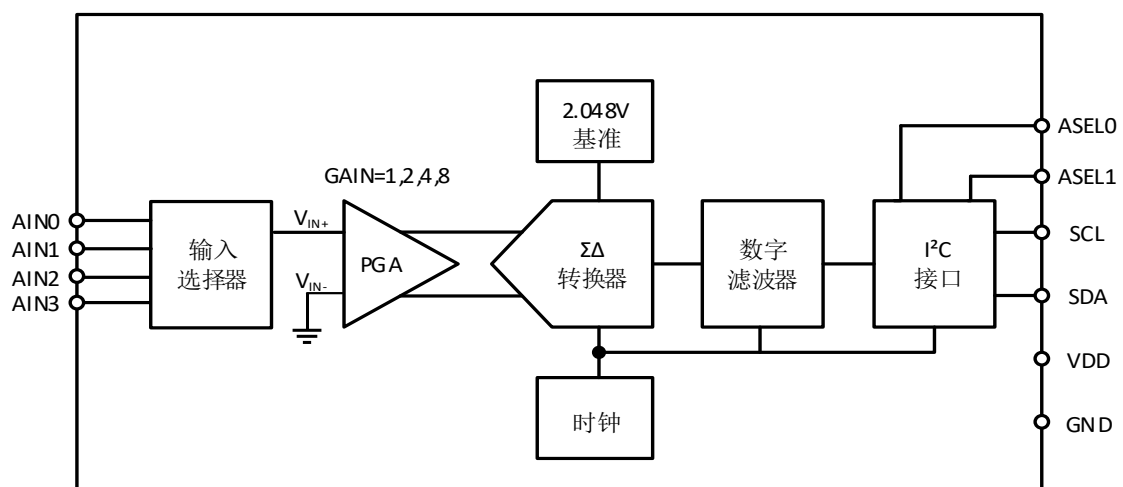 2.048V
基准
GAIN=1,2,4,8
AIN0
AIN1
AIN2
AIN3
输入
选择器
VIN+
VIN-
PGA
ΣΔ
转换器
数字
滤波器
I²C
接口
时钟
ASEL0
ASEL1
SCL
SDA
VDD
GND